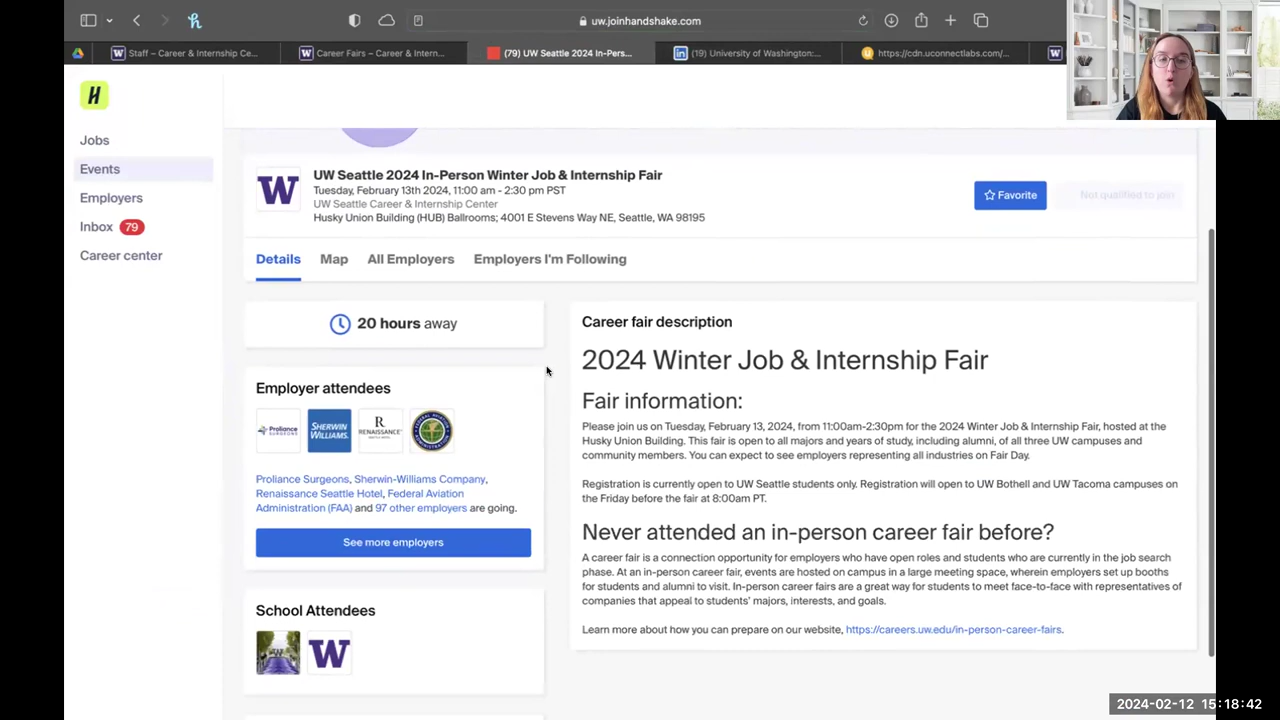 uw.joinhandshake.com
Staff – Career & Internship Ce...
Career Fairs – Career & Intern...
(79) UW Seattle 2024 In-Pers...
(19) University of Washington:...
https://cdn.uconnectlabs.com/...
H
Jobs
Events
Employers
Inbox 79
Career center
W
UW Seattle 2024 In-Person Winter Job & Internship Fair
Tuesday, February 13th 2024, 11:00 am - 2:30 pm PST
UW Seattle Career & Internship Center
Husky Union Building (HUB) Ballrooms; 4001 E Stevens Way NE, Seattle, WA 98195
Favorite
Not qualified to join
Details Map All Employers Employers I'm Following
20 hours away
Employer attendees
PROLIANCE SURGEONS
SHERWIN WILLIAMS.
R RENAISSANCE
Proliance Surgeons, Sherwin-Williams Company,
Renaissance Seattle Hotel, Federal Aviation
Administration (FAA) and 97 other employers are going.
See more employers
School Attendees
W
Career fair description
2024 Winter Job & Internship Fair
Fair information:
Please join us on Tuesday, February 13, 2024, from 11:00am-2:30pm for the 2024 Winter Job & Internship Fair, hosted at the
Husky Union Building. This fair is open to all majors and years of study, including alumni, of all three UW campuses and
community members. You can expect to see employers representing all industries on Fair Day.
Registration is currently open to UW Seattle students only. Registration will open to UW Bothell and UW Tacoma campuses on
the Friday before the fair at 8:00am PT.
Never attended an in-person career fair before?
A career fair is a connection opportunity for employers who have open roles and students who are currently in the job search
phase. At an in-person career fair, events are hosted on campus in a large meeting space, wherein employers set up booths
for students and alumni to visit. In-person career fairs are a great way for students to meet face-to-face with representatives of
companies that appeal to students' majors, interests, and goals.
Learn more about how you can prepare on our website, https://careers.uw.edu/in-person-career-fairs.
2024-02-12 15:18:42